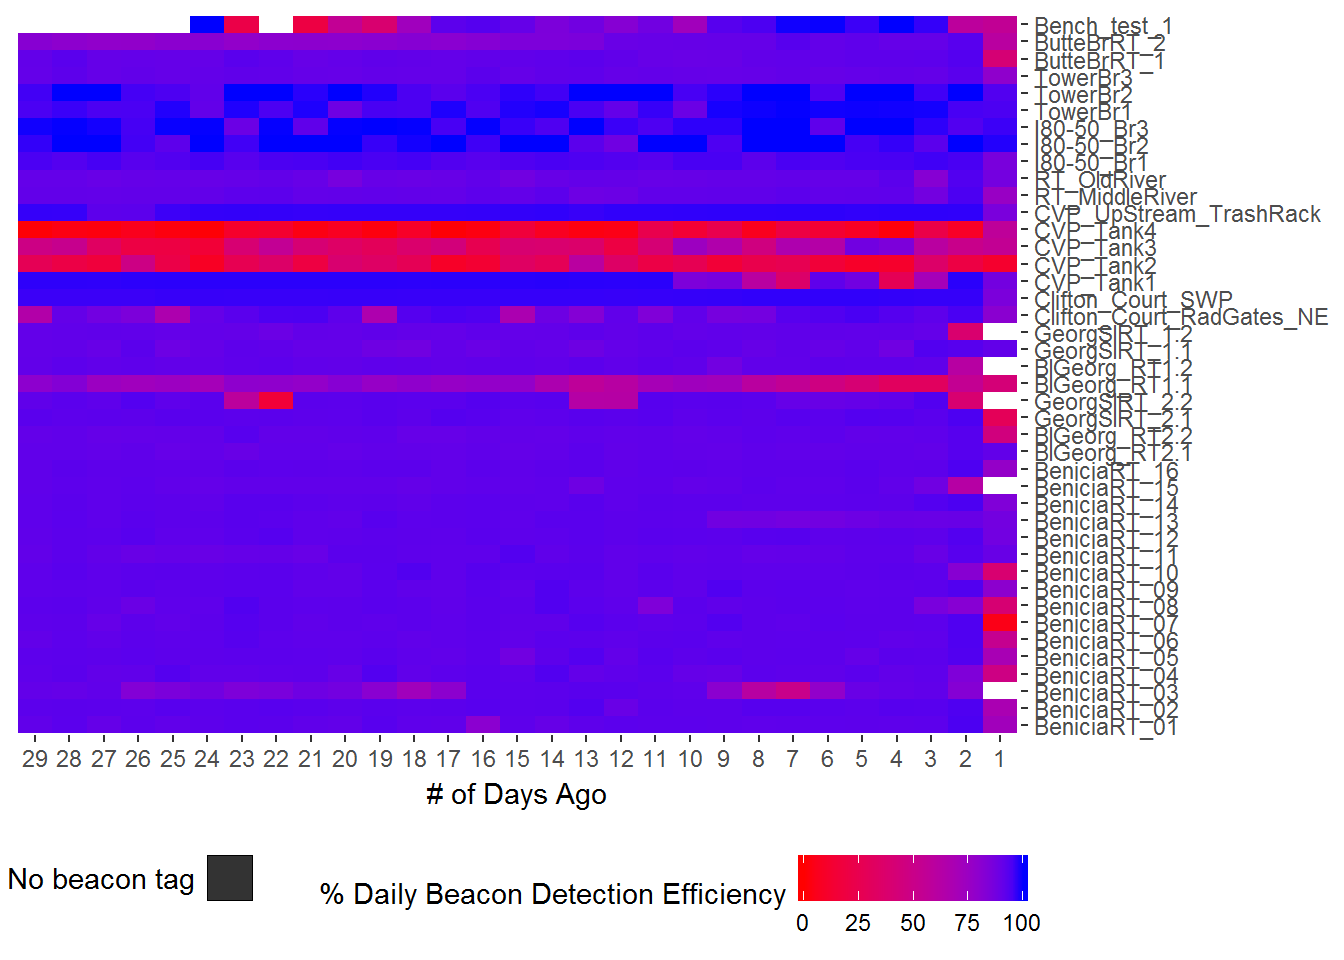 Bench_test_1
ButteBrRT_2
ButteBrRT_1
TowerBr3
TowerBr2
TowerBr1
I80-50_Br3
I80-50_Br2
I80-50_Br1
RT_OldRiver
RT_MiddleRiver
CVP_UpStream_TrashRack
CVP_Tank4
CVP_Tank3
CVP_Tank2
CVP_Tank1
Clifton_Court_SWP
Clifton_Court_RadGates_NE
GeorgSlRT_1.2
GeorgSlRT_1.1
BlGeorg_RT1.2
BlGeorg_RT1.1
GeorgSlRT_2.2
GeorgSlRT_2.1
BlGeorg_RT2.2
BlGeorg_RT2.1
BeniciaRT_16
BeniciaRT_15
BeniciaRT_14
BeniciaRT_13
BeniciaRT_12
BeniciaRT_11
BeniciaRT_10
BeniciaRT_09
BeniciaRT_08
BeniciaRT_07
BeniciaRT_06
BeniciaRT_05
BeniciaRT_04
BeniciaRT_03
BeniciaRT_02
BeniciaRT_01
29 28 27 26 25 24 23 22 21 20 19 18 17 16 15 14 13 12 11 10 9 8 7 6 5 4 3 2 1
# of Days Ago
No beacon tag
% Daily Beacon Detection Efficiency
0 25 50 75 100